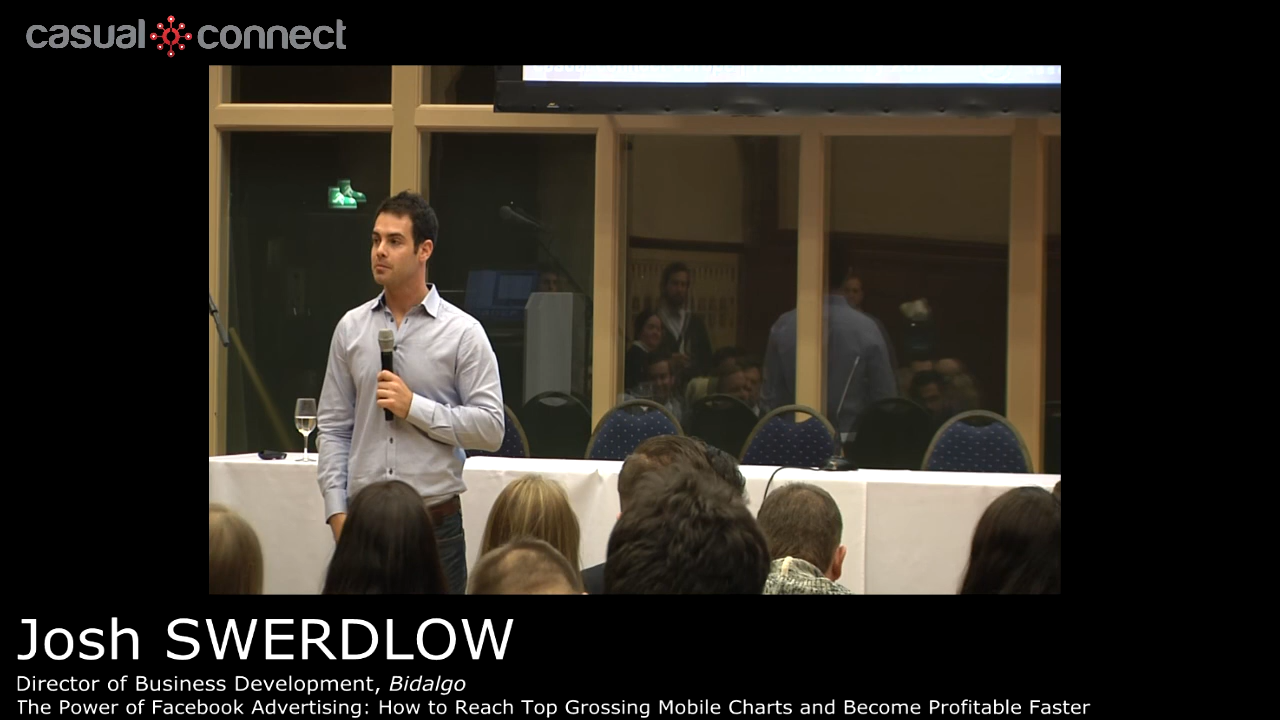 casual connect
Josh SWERDLOW
Director of Business Development, Bidalgo
The Power of Facebook Advertising: How to Reach Top Grossing Mobile Charts and Become Profitable Faster